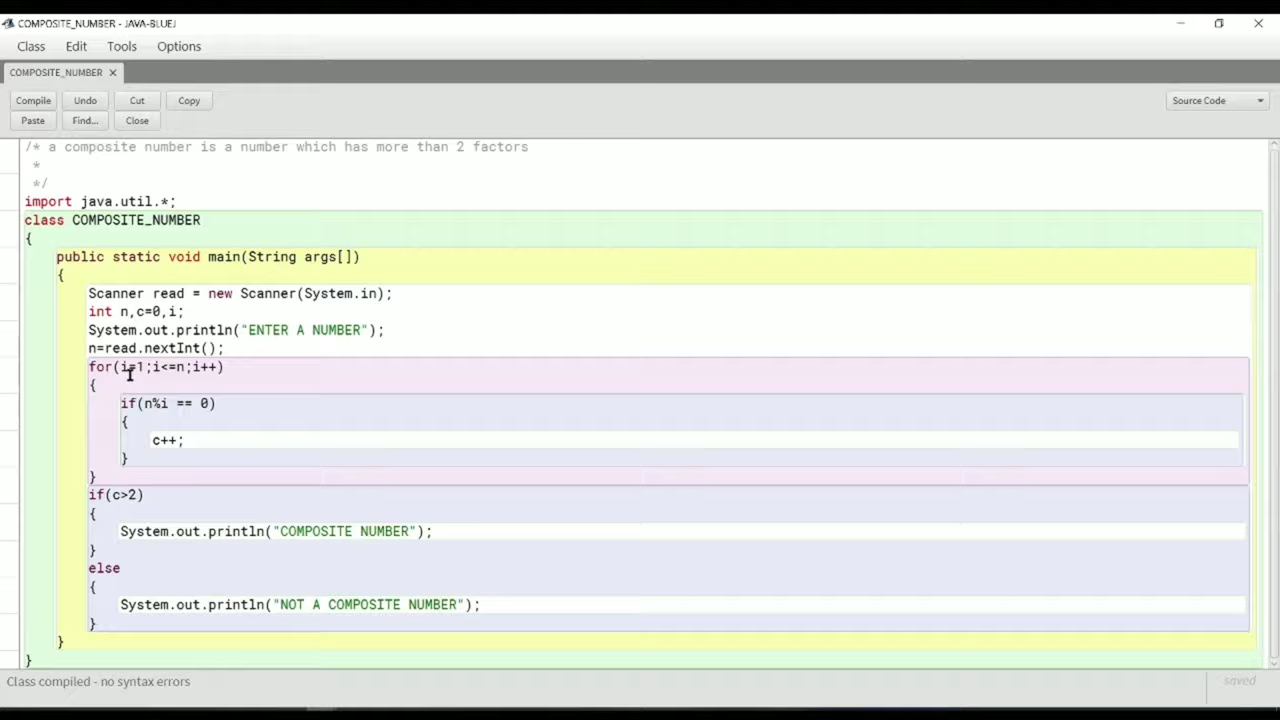 COMPOSITE_NUMBER - JAVA-BLUEJ
Class Edit Tools Options
COMPOSITE_NUMBER ×
Compile Undo Cut Copy Source Code
Paste Find... Close
/* a composite number is a number which has more than 2 factors
*
*/
import java.util.*;
class COMPOSITE_NUMBER
{
public static void main(String args[])
{
Scanner read = new Scanner(System.in);
int n,c=0,i;
System.out.println("ENTER A NUMBER");
n=read.nextInt();
for(i=1;i<=n;i++)
{
if(n%i == 0)
{
c++;
}
}
if(c>2)
{
System.out.println("COMPOSITE NUMBER");
}
else
{
System.out.println("NOT A COMPOSITE NUMBER");
}
}
}
Class compiled - no syntax errors
saved